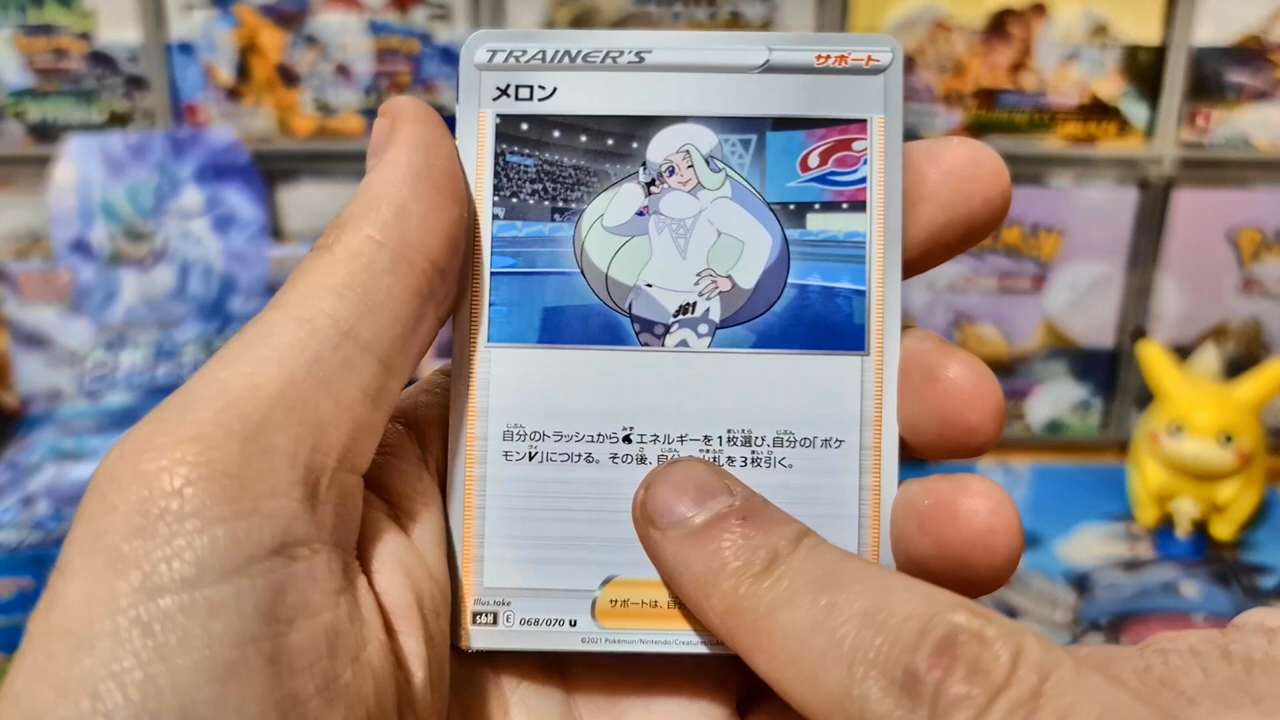 TRAINER'S
サポート
メロン
981
自分のトラッシュから エネルギーを1枚選び、自分の「ポケ
モンV」につける。その後、自分の山札を3枚引く。
Illus.take
サポートは、自分
s6H E 068/070 U
©2021 Pokémon/Nintendo/Creatures/GA